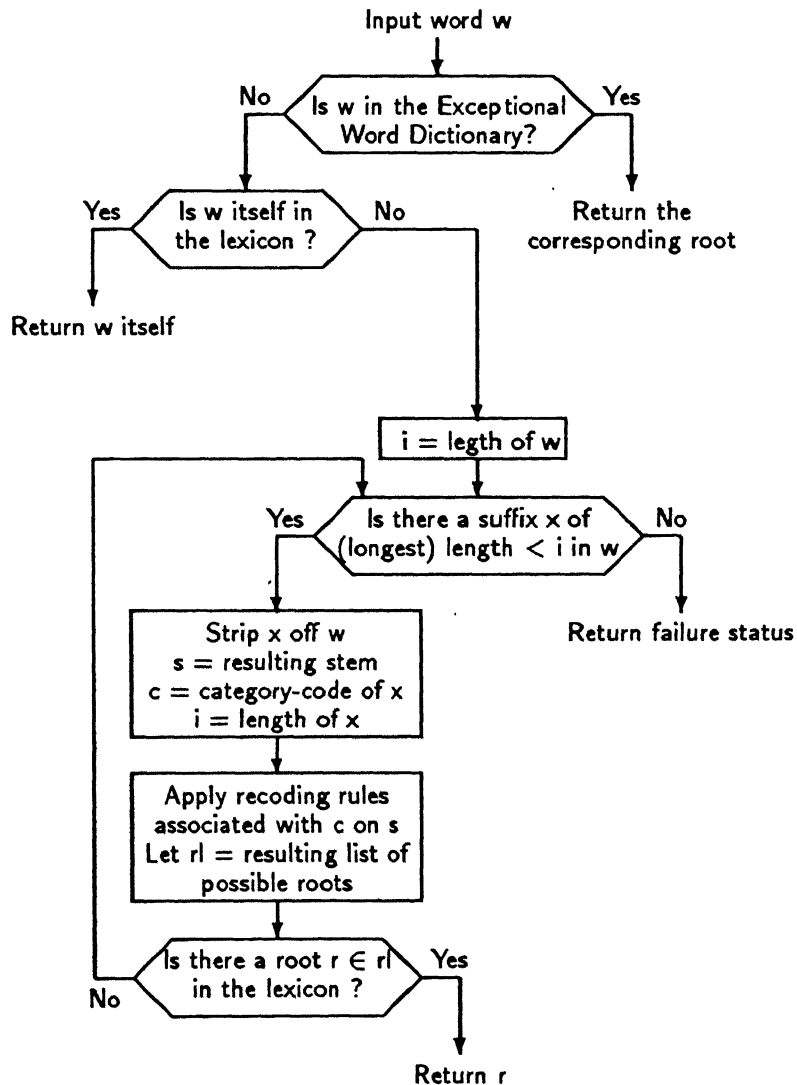 Input word w
No
Is w in the Exceptional
Word Dictionary?
Yes
Yes
Is w itself in
the lexicon ?
No
Return the
corresponding root
Return w itself
i = legth of w
Yes
Is there a suffix x of
(longest) length < i in w
No
Strip x off w
s = resulting stem
c = category-code of x
i = length of x
Return failure status
Apply recoding rules
associated with c on s
Let rl = resulting list of
possible roots
Is there a root r ∈ rl
in the lexicon ?
Yes
No
Return r